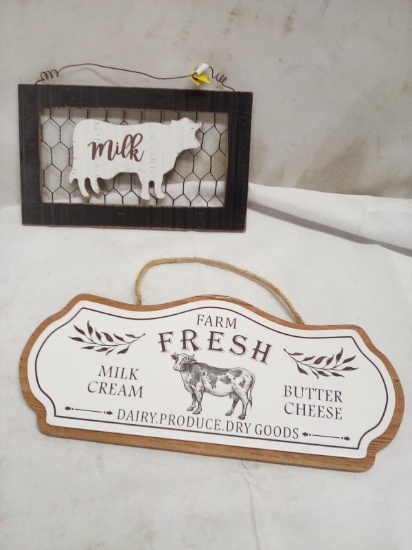 Milk
FARM
FRESH
MILK
CREAM
BUTTER
CHEESE
DAIRY.PRODUCE.DRY GOODS